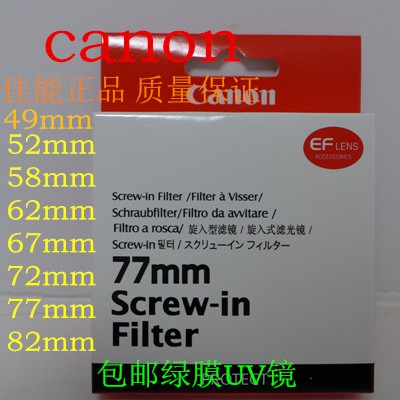 canon
佳能正品 质量保证
Canon
49mm
52mm
58mm
62mm
67mm
72mm
77mm
82mm
EF LENS
ACCESSORIES
Screw-in Filter /Filter à Visser/
Schraubfilter/Filtro da avvitare /
Filtro a rosca/ 旋入型滤镜 / 旋入式濾光鏡 /
Screw-in 필터 / スクリューイン フィルター
77mm
Screw-in
Filter
PROTECT
包邮绿膜UV镜